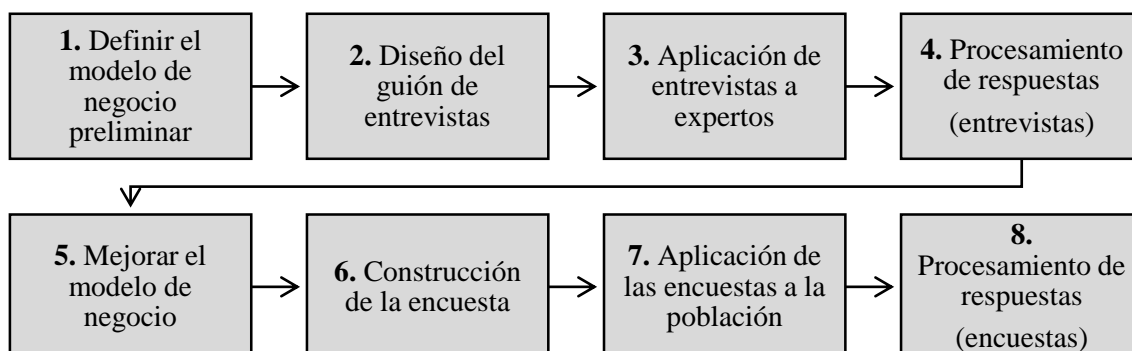 1. Definir el
modelo de
negocio
preliminar
2. Diseño del
guión de
entrevistas
3. Aplicación de
entrevistas a
expertos
4. Procesamiento
de respuestas
(entrevistas)
5. Mejorar el
modelo de
negocio
6. Construcción
de la encuesta
7. Aplicación de
las encuestas a la
población
8.
Procesamiento de
respuestas
(encuestas)